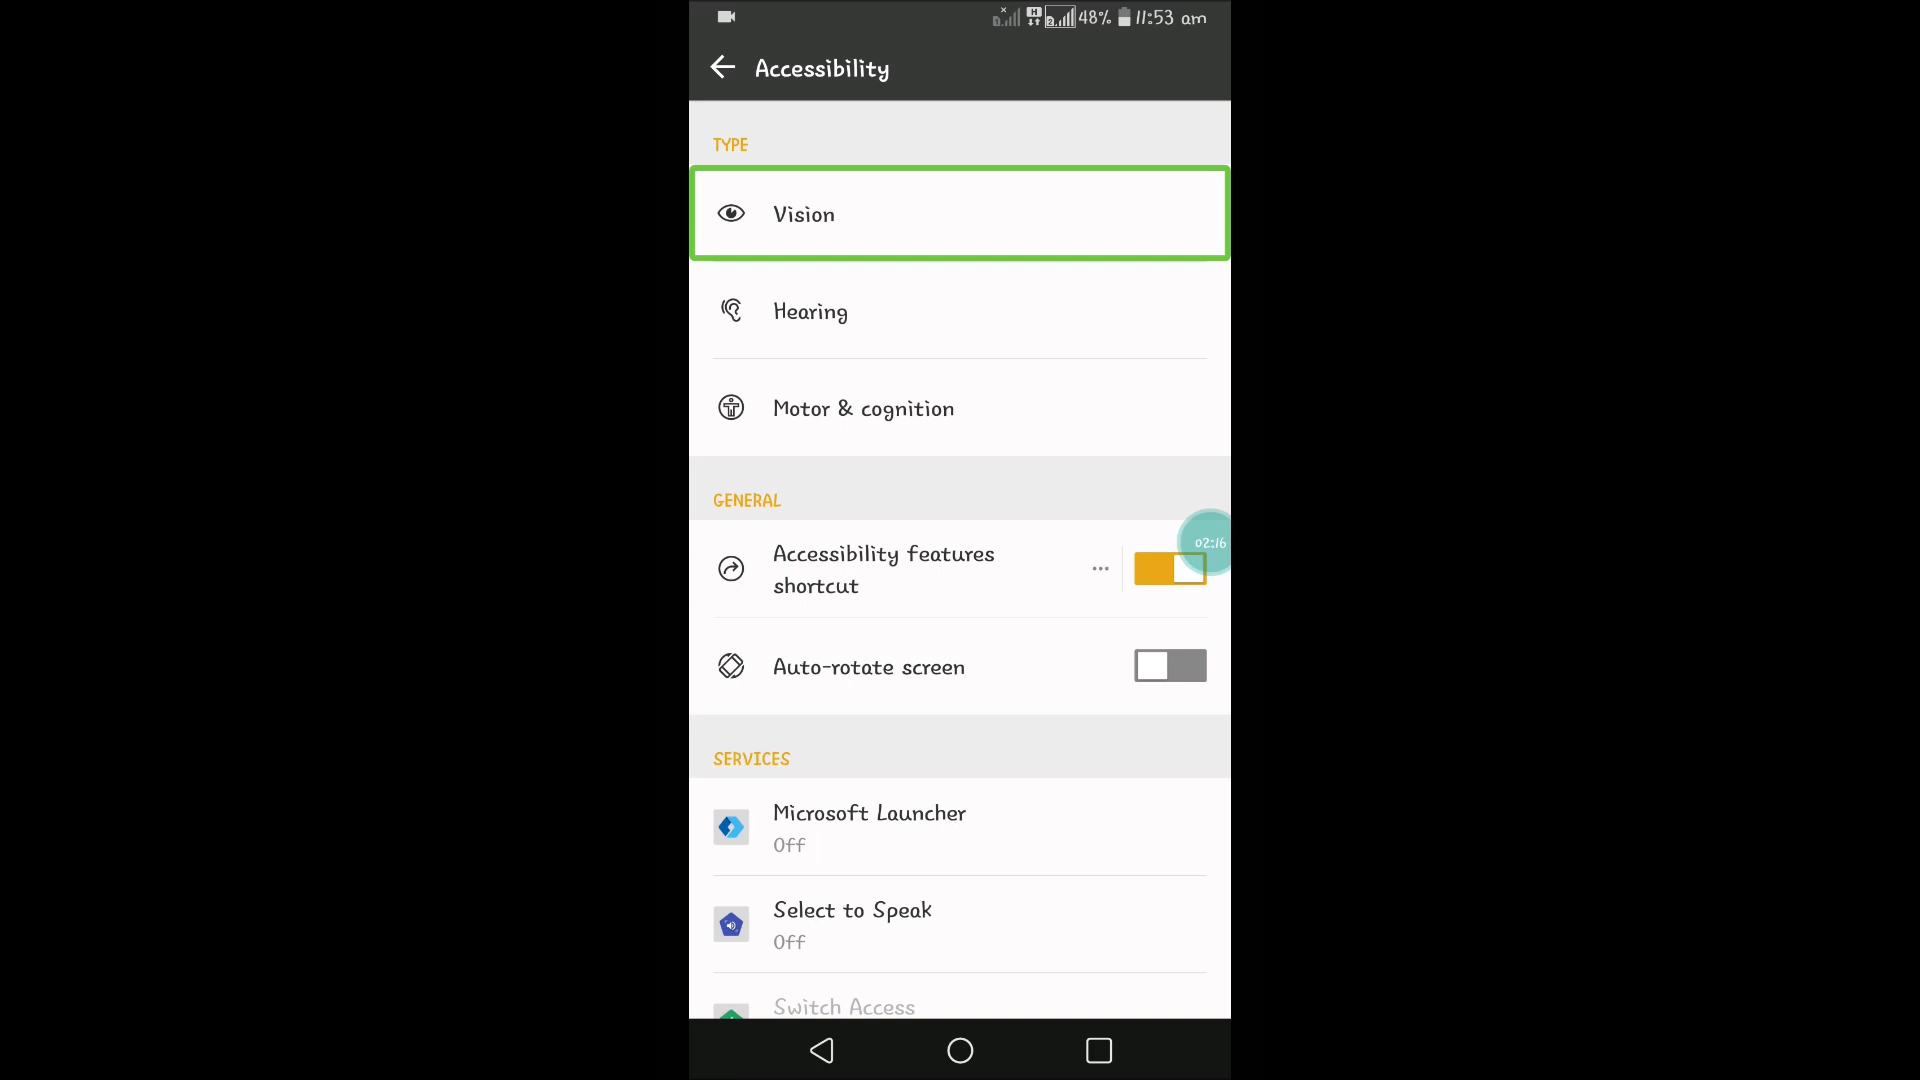 48% 11:53 am
Accessibility
TYPE
Vision
Hearing
Motor & cognition
GENERAL
Accessibility features
shortcut
02:16
Auto-rotate screen
SERVICES
Microsoft Launcher
Off
Select to Speak
Off
Switch Access